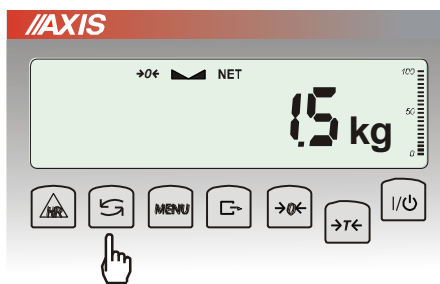 //AXIS
→0← NET
100
1.5 kg
50
0
HR MENU →0← →T← I/⏻